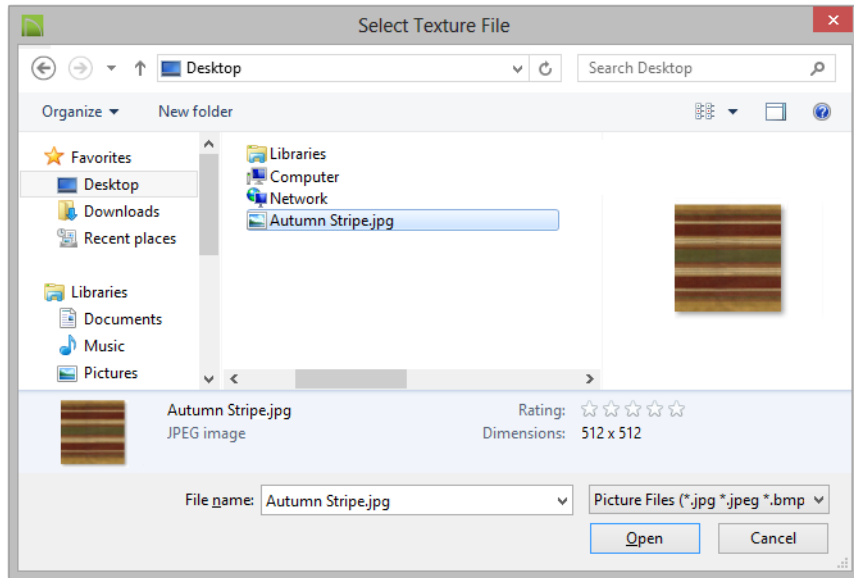 Select Texture File
Desktop
Search Desktop
Organize
New folder
Favorites
Desktop
Downloads
Recent places
Libraries
Documents
Music
Pictures
Libraries
Computer
Network
Autumn Stripe.jpg
Autumn Stripe.jpg
JPEG image
Rating:
Dimensions: 512 x 512
File name: Autumn Stripe.jpg
Picture Files (*.jpg *.jpeg *.bmp
Open
Cancel